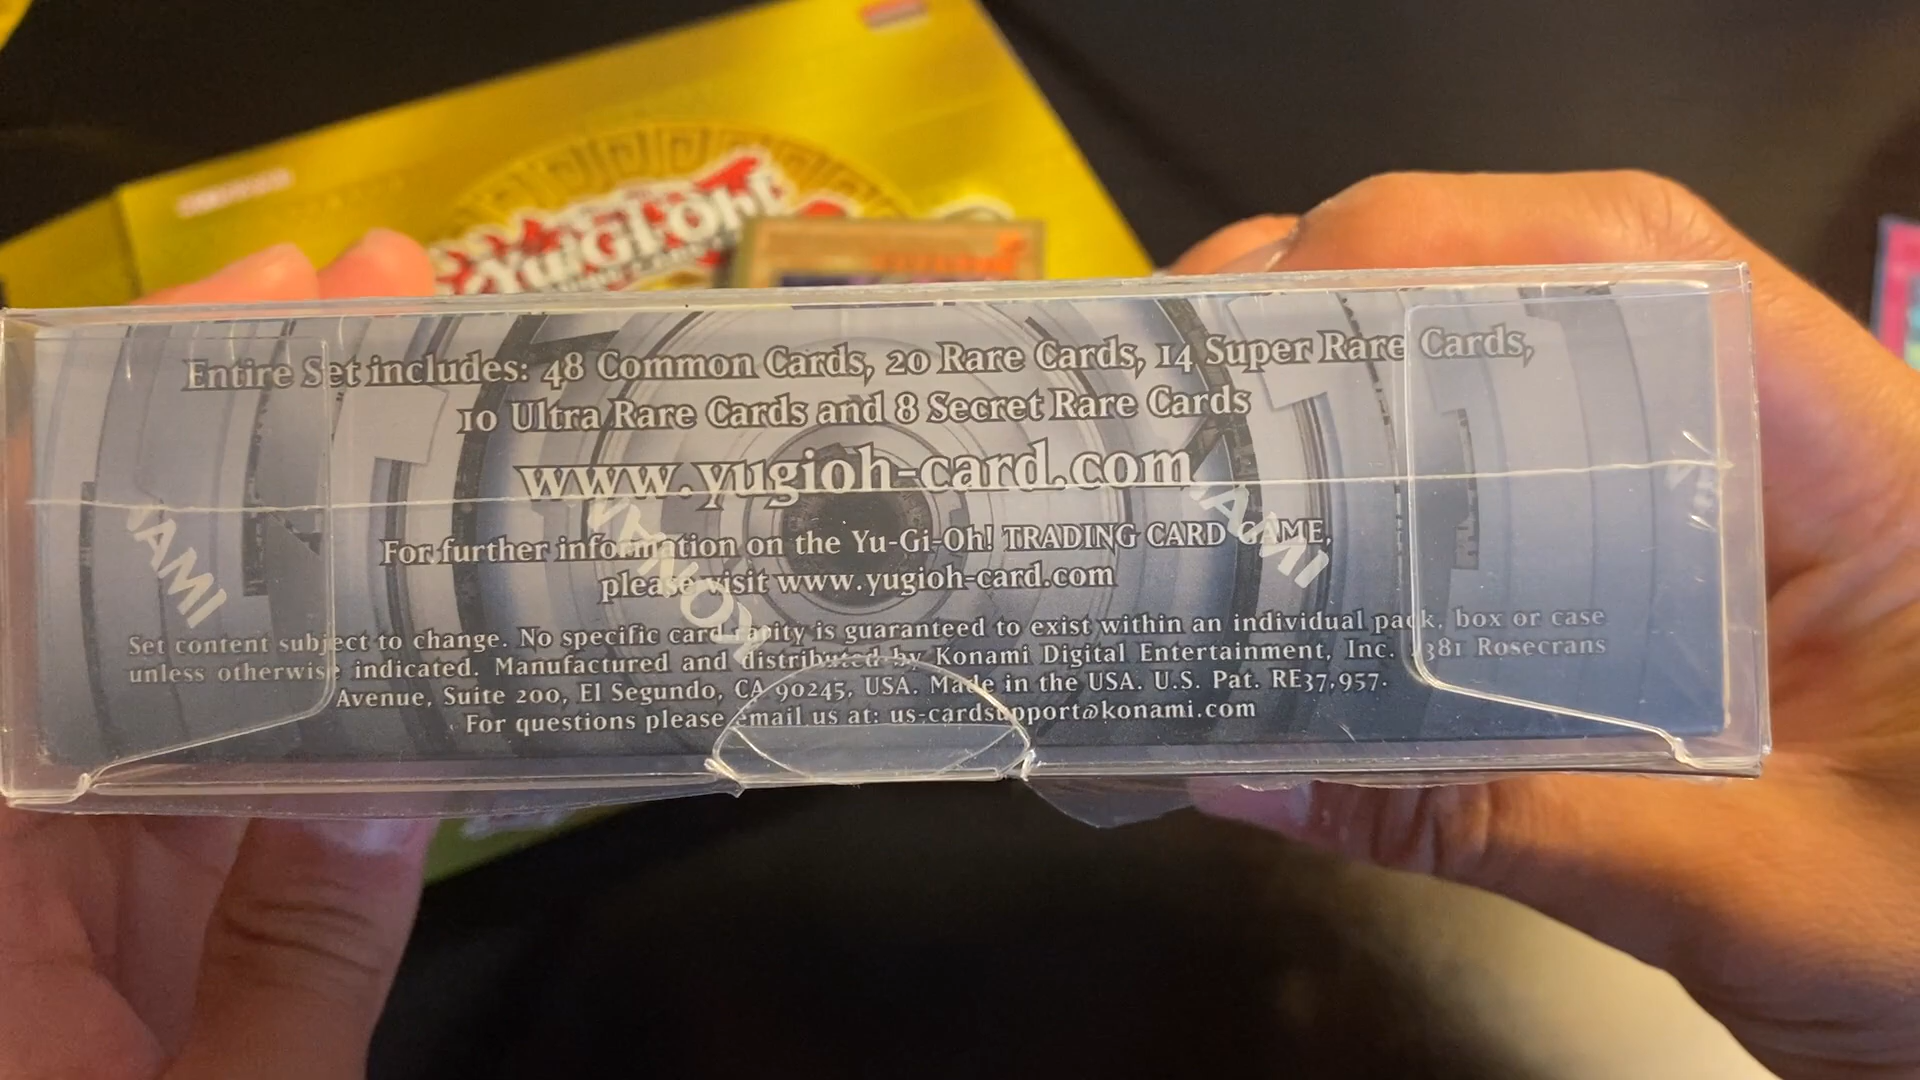 Yu-Gi-Oh!
Entire Set includes: 48 Common Cards, 20 Rare Cards, 14 Super Rare Cards,
10 Ultra Rare Cards and 8 Secret Rare Cards
www.yugioh-card.com
For further information on the Yu-Gi-Oh! TRADING CARD GAME,
please visit www.yugioh-card.com
KONAMI
Set content subject to change. No specific card rarity is guaranteed to exist within an individual pack, box or case
unless otherwise indicated. Manufactured and distributed by Konami Digital Entertainment, Inc. 381 Rosecrans
Avenue, Suite 200, El Segundo, CA 90245, USA. Made in the USA. U.S. Pat. RE37,957.
For questions please email us at: us-cardsupport@konami.com